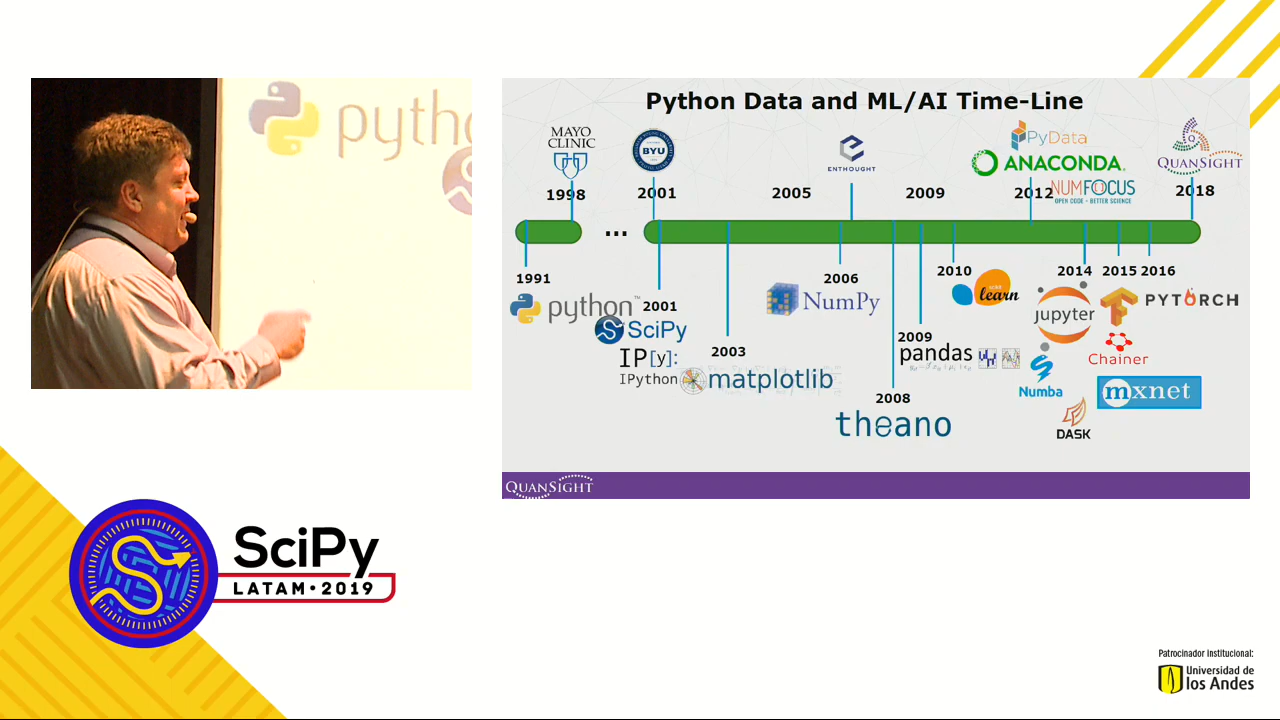 pytho
Python Data and ML/AI Time-Line
MAYO
CLINIC
BYU
ENTHOUGHT
PyData
ANACONDA.
NUMFOCUS
OPEN CODE • BETTER SCIENCE
QUANSIGHT
1998
2001
2005
2009
2012
2018
...
1991
python™
2001
SciPy
IP[y]:
IPython
2003
matplotlib
2006
NumPy
2008
theano
2009
pandas
2010
learn
2014
jupyter
Numba
DASK
2015
2016
PYTORCH
Chainer
mxnet
QUANSIGHT
SciPy
LATAM•2019
Patrocinador Institucional:
Universidad de
los Andes